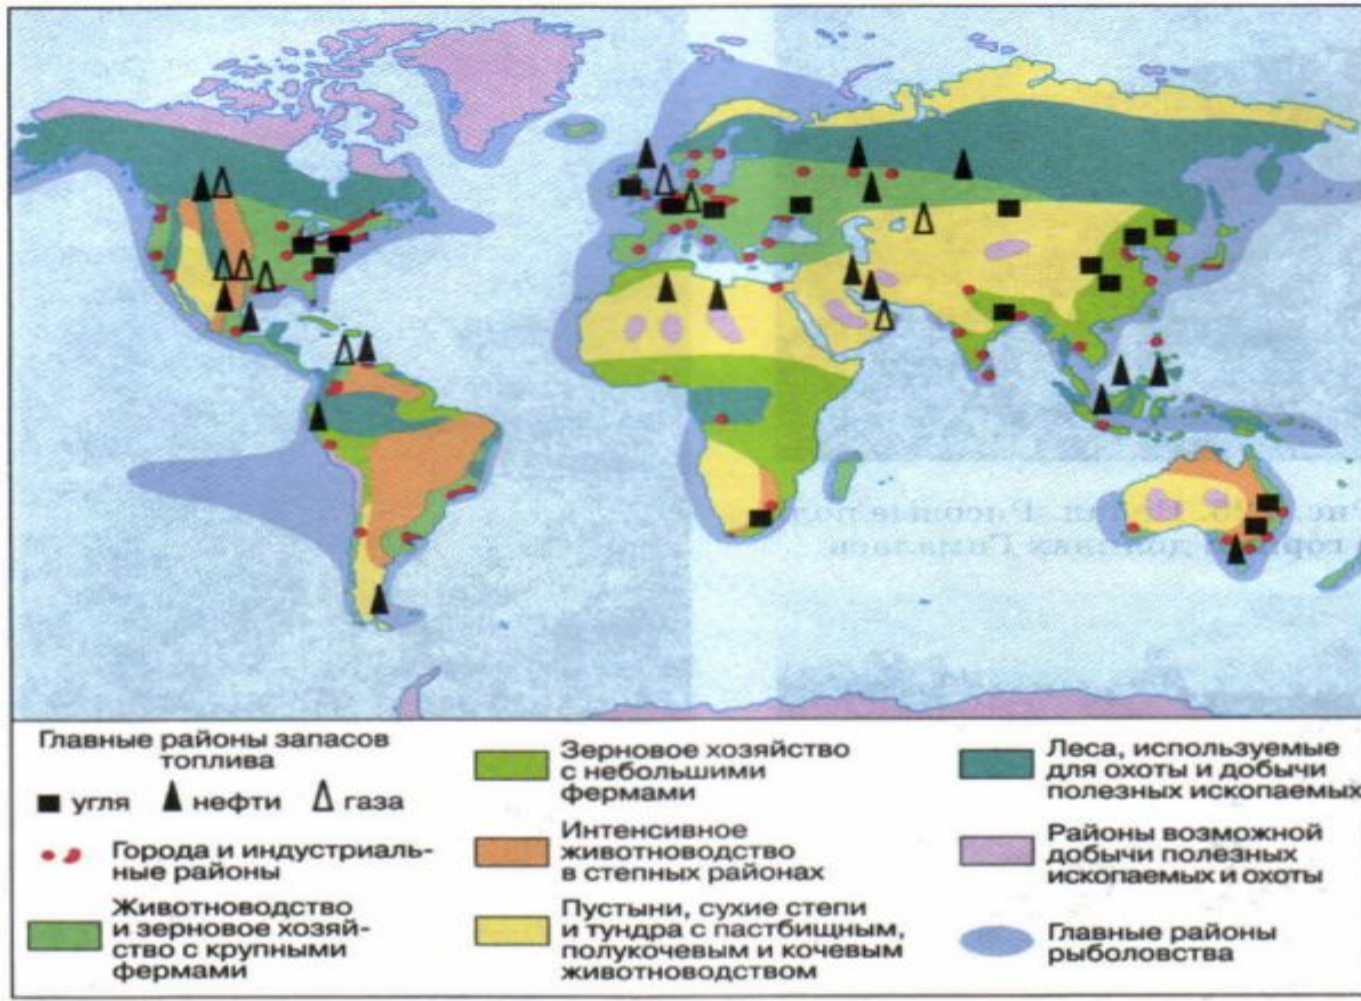 Главные районы запасов
топлива
угля нефти газа
Города и индустриаль-
ные районы
Животноводство
и зерновое хозяй-
ство с крупными
фермами
Зерновое хозяйство
с небольшими
фермами
Интенсивное
животноводство
в степных районах
Пустыни, сухие степи
и тундра с пастбищным,
полукочевым и кочевым
животноводством
Леса, используемые
для охоты и добычи
полезных ископаемых
Районы возможной
добычи полезных
ископаемых и охоты
Главные районы
рыболовства